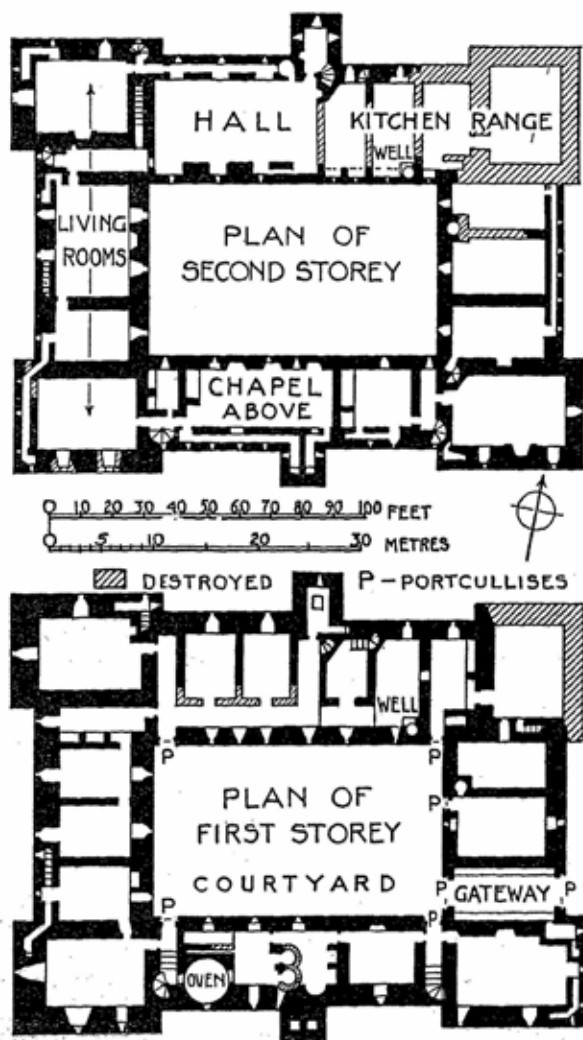 HALL
KITCHEN RANGE
WELL
LIVING
ROOMS
PLAN OF
SECOND STOREY
CHAPEL
ABOVE
0 10 20 30 40 50 60 70 80 90 100 FEET
0 5 10 20 30 METRES
DESTROYED P-PORTCULLISES
WELL
P P
PLAN OF P
FIRST STOREY
COURTYARD
P GATEWAY P
P P
OVEN